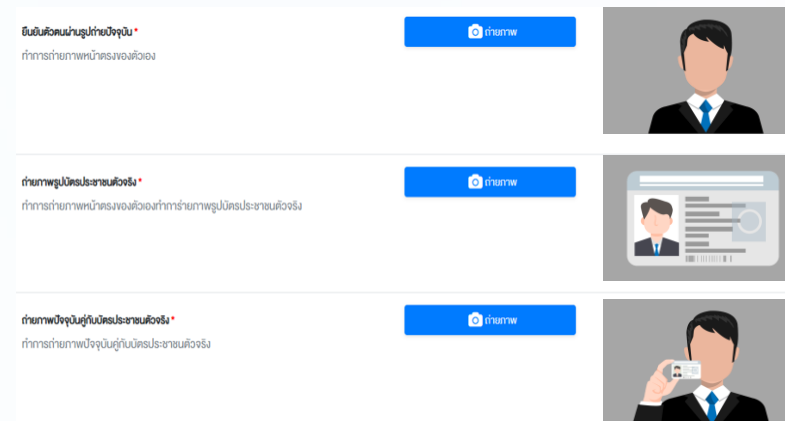 ยืนยันตัวตนผ่านรูปถ่ายปัจจุบัน *
ถ่ายภาพ
ทำการถ่ายภาพหน้าตรงของตัวเอง
ถ่ายภาพรูปบัตรประชาชนตัวจริง *
ถ่ายภาพ
ทำการถ่ายภาพหน้าตรงของตัวเองทำการร่ายภาพรูปบัตรประชาชนตัวจริง
ถ่ายภาพปัจจุบันคู่กับบัตรประชาชนตัวจริง *
ถ่ายภาพ
ทำการถ่ายภาพปัจจุบันคู่กับบัตรประชาชนตัวจริง